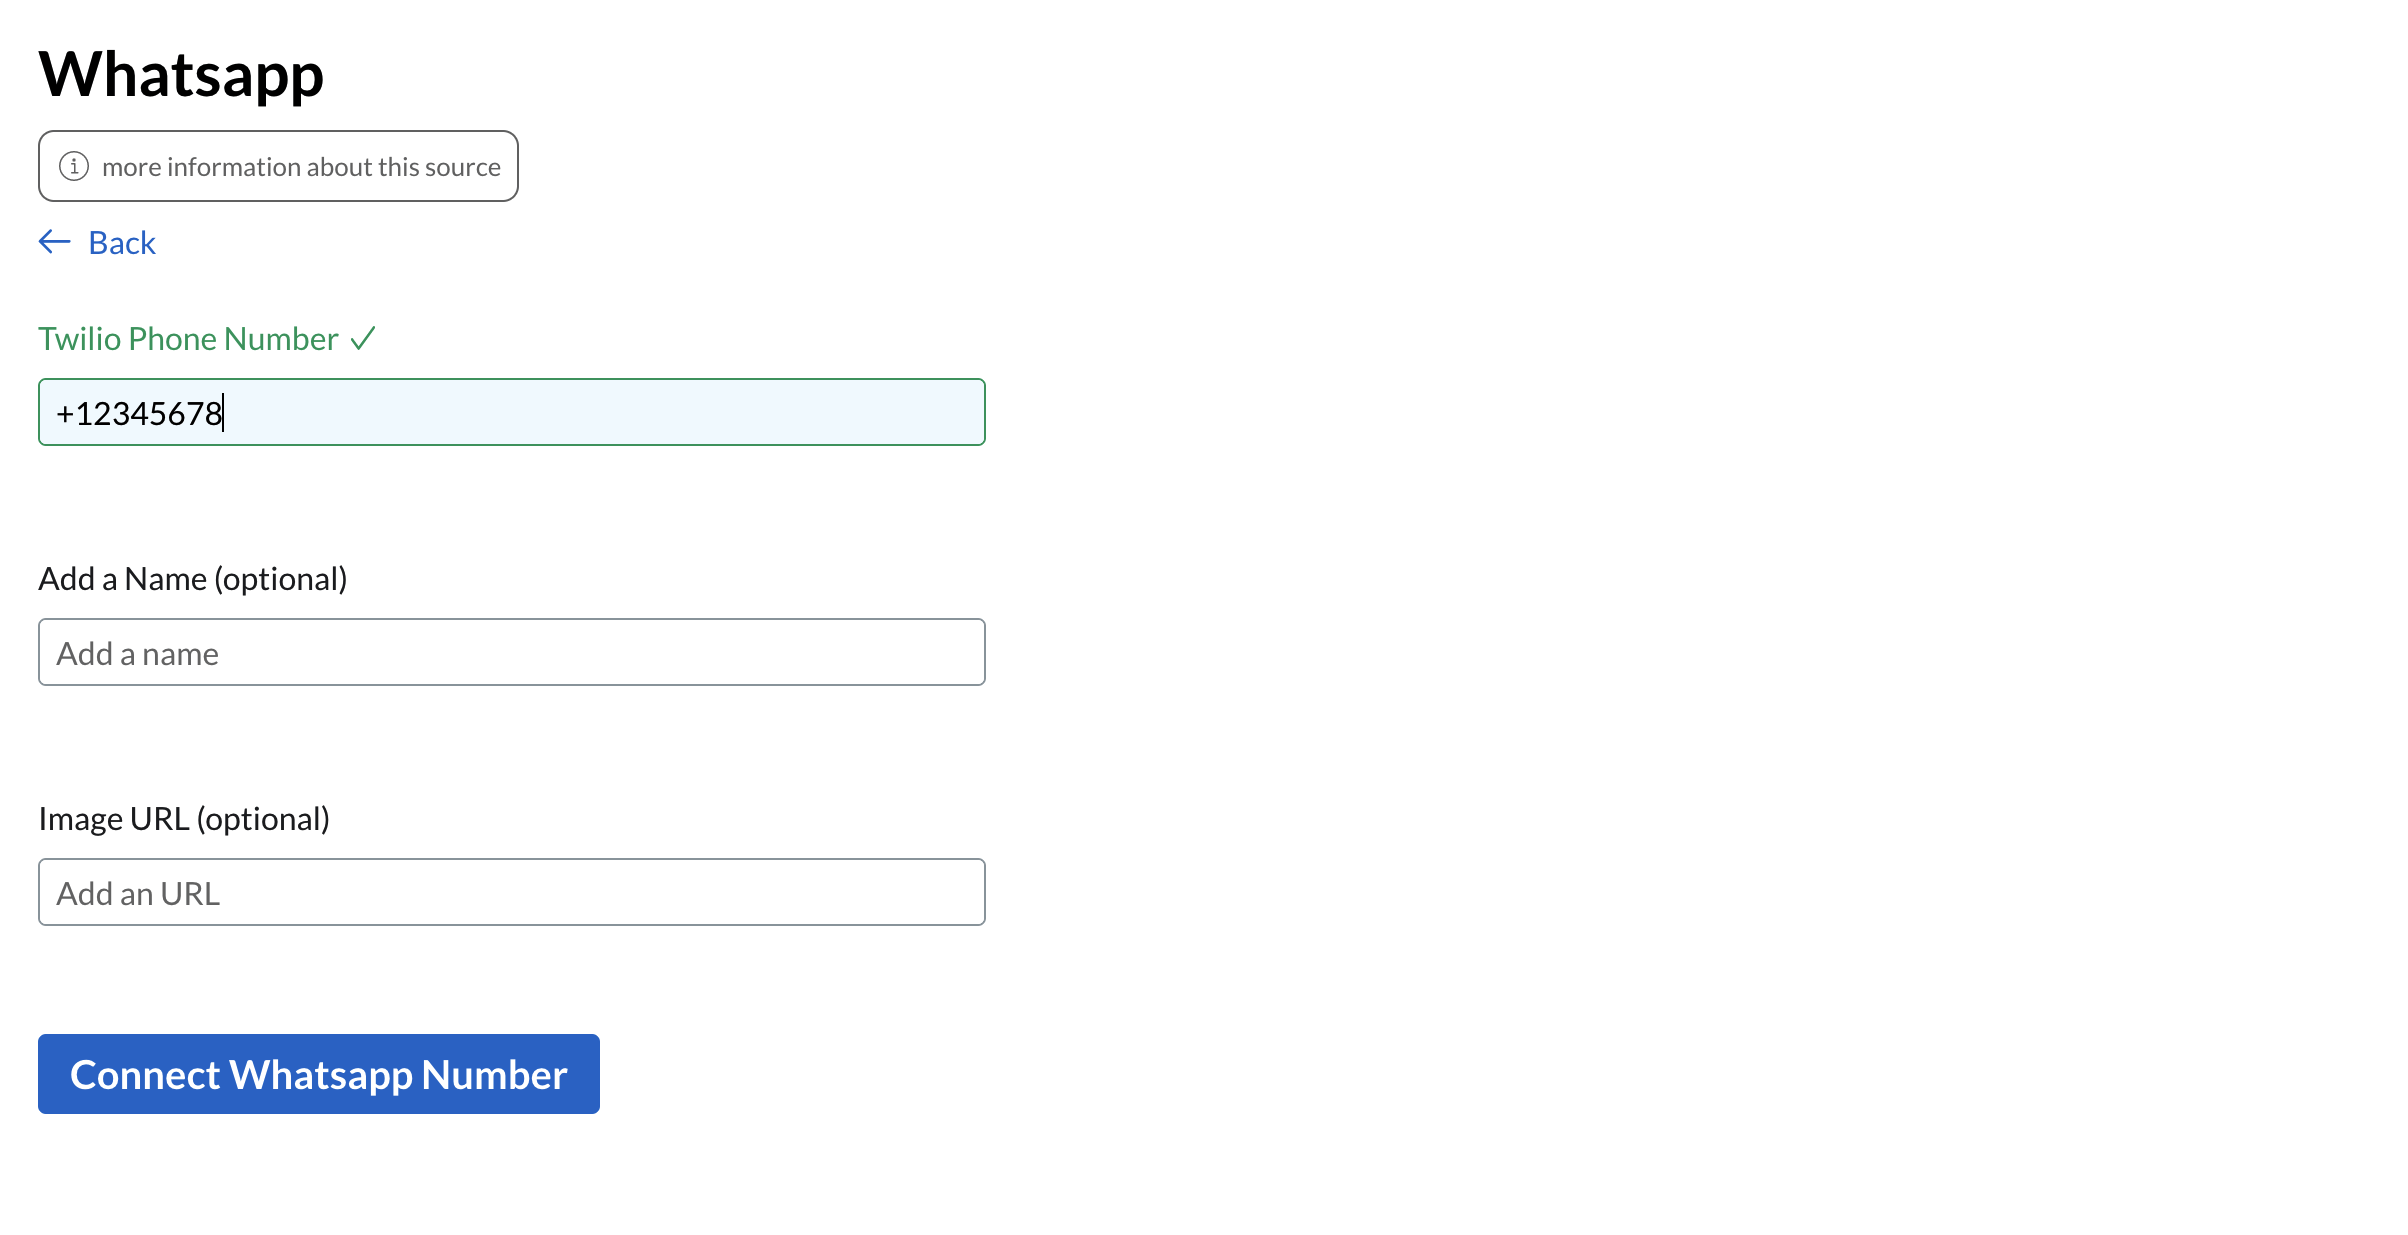 Whatsapp
more information about this source
Back
Twilio Phone Number
+12345678
Add a Name (optional)
Add a name
Image URL (optional)
Add an URL
Connect Whatsapp Number